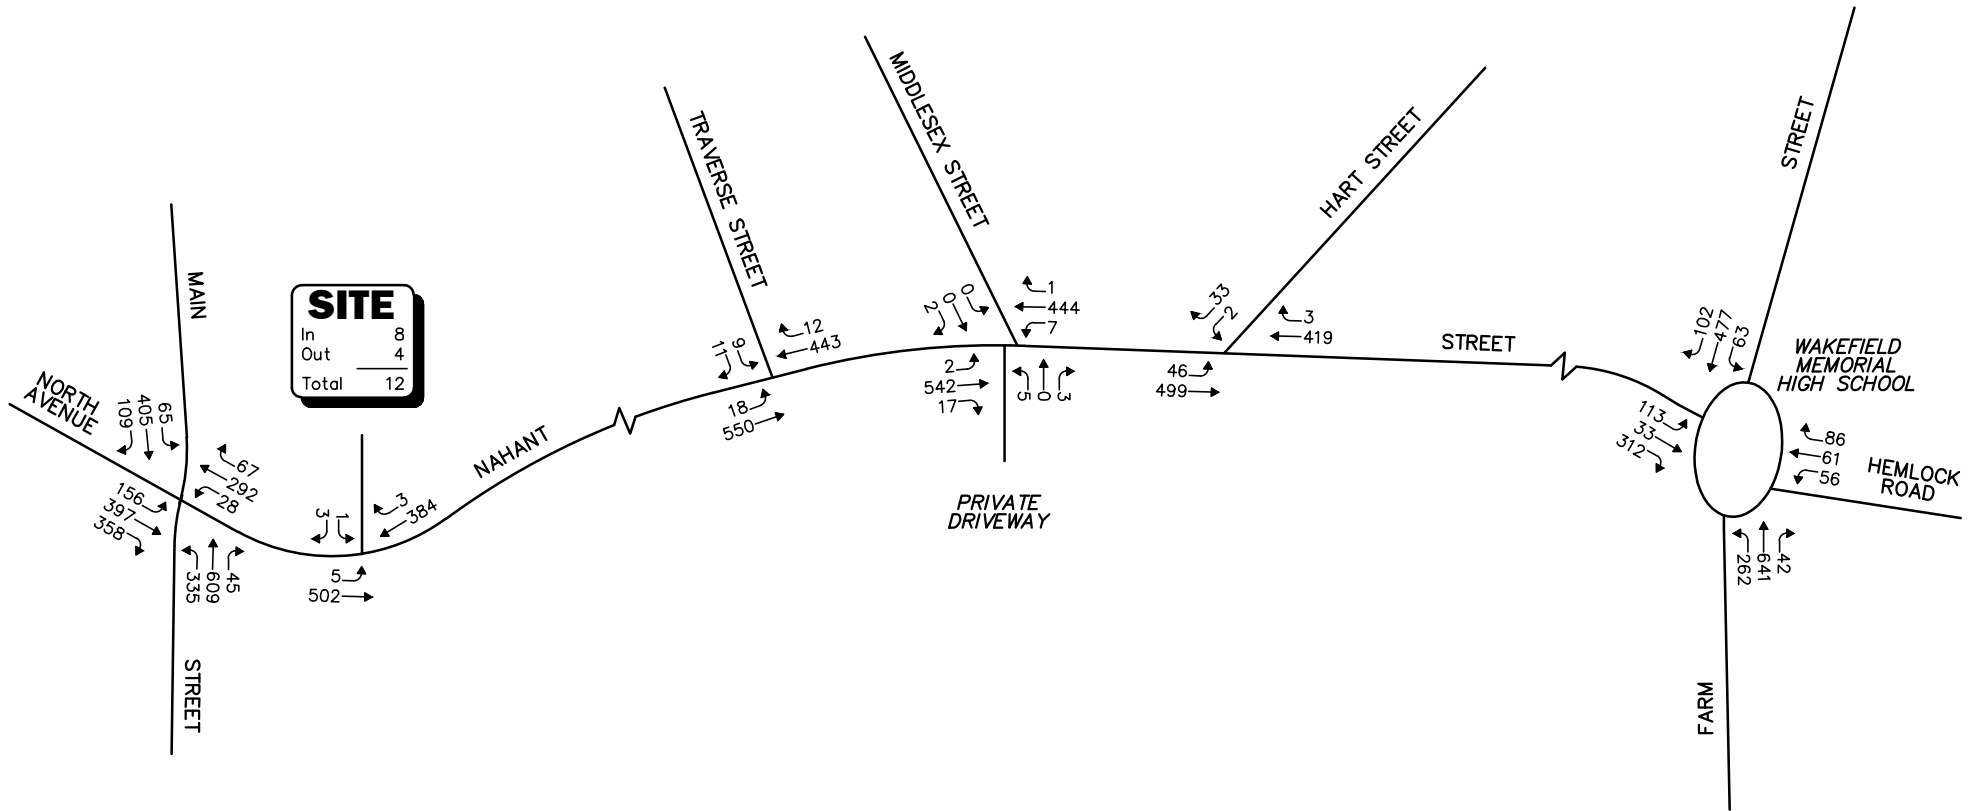 SITE
In 8
Out 4
Total 12
MAIN
STREET
NORTH
AVENUE
109
405
65
67
292
28
156
397
358
335
609
45
3
1
3
384
5
502
NAHANT
TRAVERSE STREET
11
9
12
443
18
550
MIDDLESEX STREET
2
0
0
1
444
7
2
542
17
5
0
3
PRIVATE
DRIVEWAY
HART STREET
33
2
3
419
46
499
STREET
STREET
102
477
63
WAKEFIELD
MEMORIAL
HIGH SCHOOL
113
33
312
86
61
56
HEMLOCK
ROAD
262
641
42
FARM